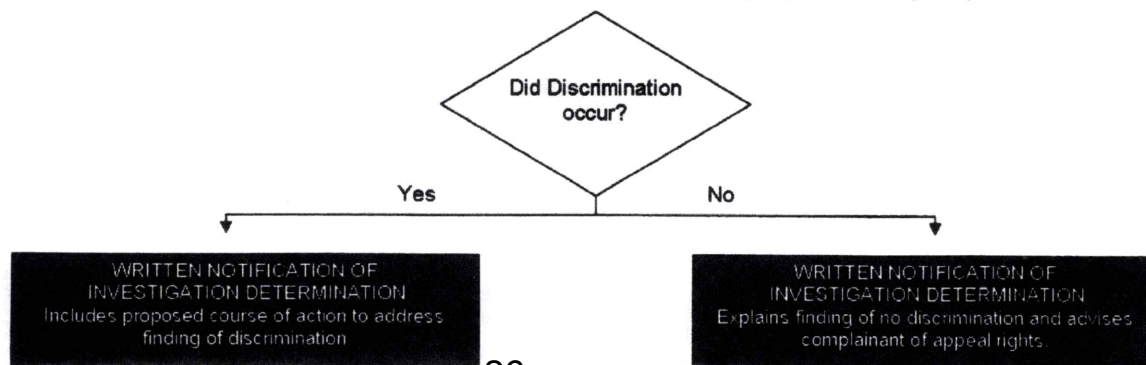 Did Discrimination
occur?
Yes
No
WRITTEN NOTIFICATION OF
INVESTIGATION DETERMINATION
Includes proposed course of action to address
finding of discrimination
WRITTEN NOTIFICATION OF
INVESTIGATION DETERMINATION
Explains finding of no discrimination and advises
complainant of appeal rights.